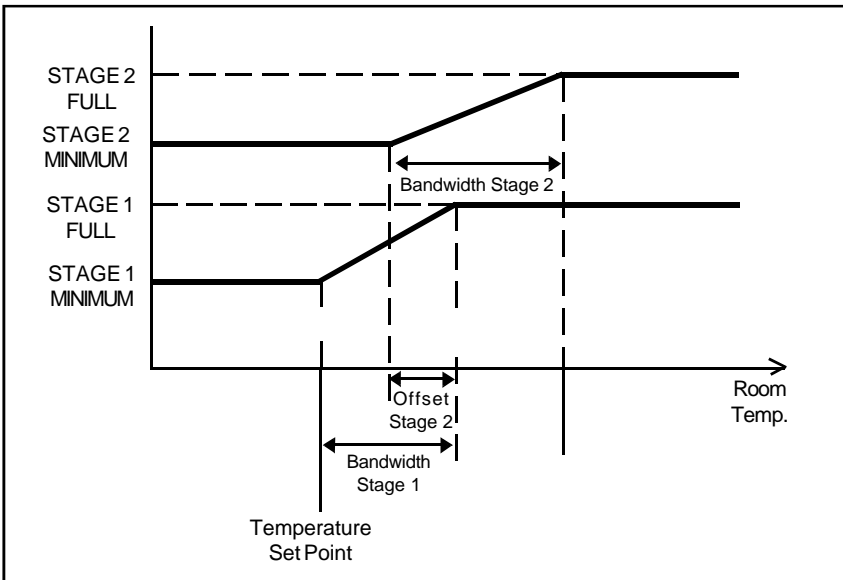 STAGE 2
FULL
STAGE 2
MINIMUM
Bandwidth Stage 2
STAGE 1
FULL
STAGE 1
MINIMUM
Room
Temp.
Offset
Stage 2
Bandwidth
Stage 1
Temperature
Set Point